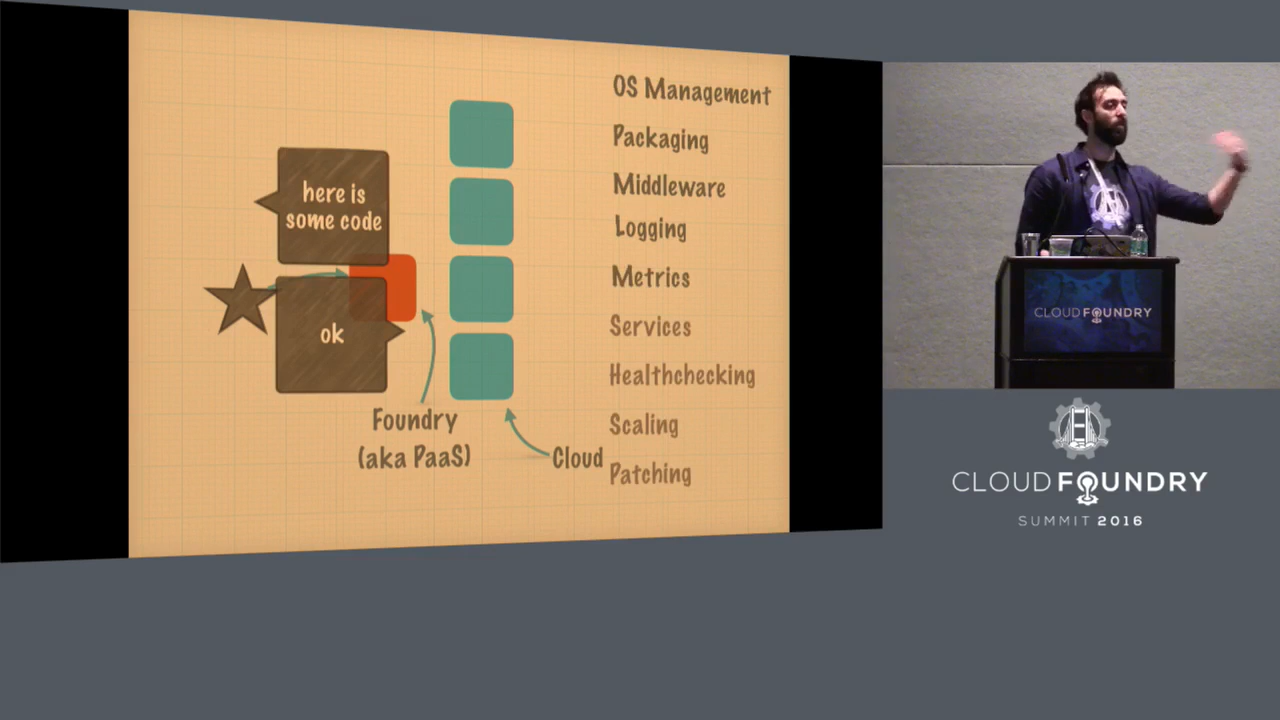 here is
some code
ok
Foundry
(aka PaaS)
Cloud
OS Management
Packaging
Middleware
Logging
Metrics
Services
Healthchecking
Scaling
Patching
CLOUD FOUNDRY
CLOUD FOUNDRY
SUMMIT 2016